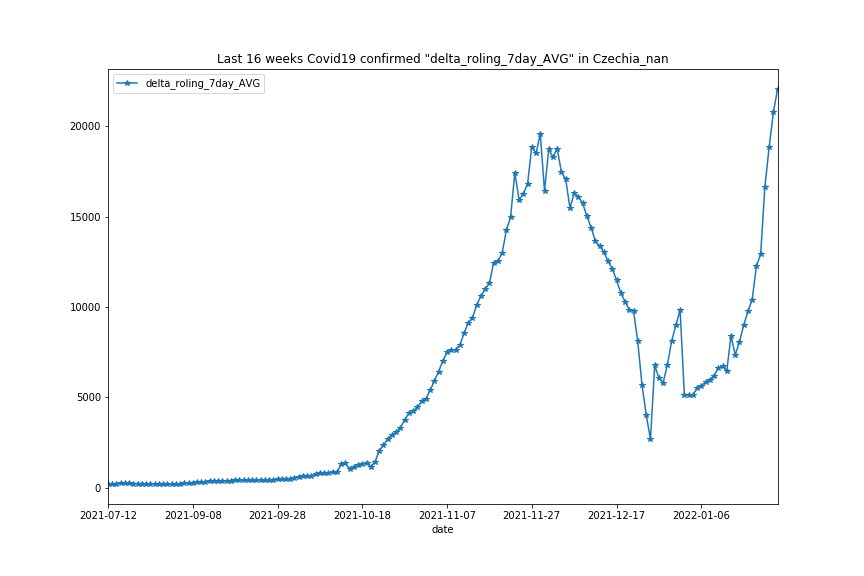 Last 16 weeks Covid19 confirmed "delta_roling_7day_AVG" in Czechia_nan
delta_roling_7day_AVG
20000
15000
10000
5000
0
2021-07-12 2021-09-08 2021-09-28 2021-10-18 2021-11-07 2021-11-27 2021-12-17 2022-01-06
date